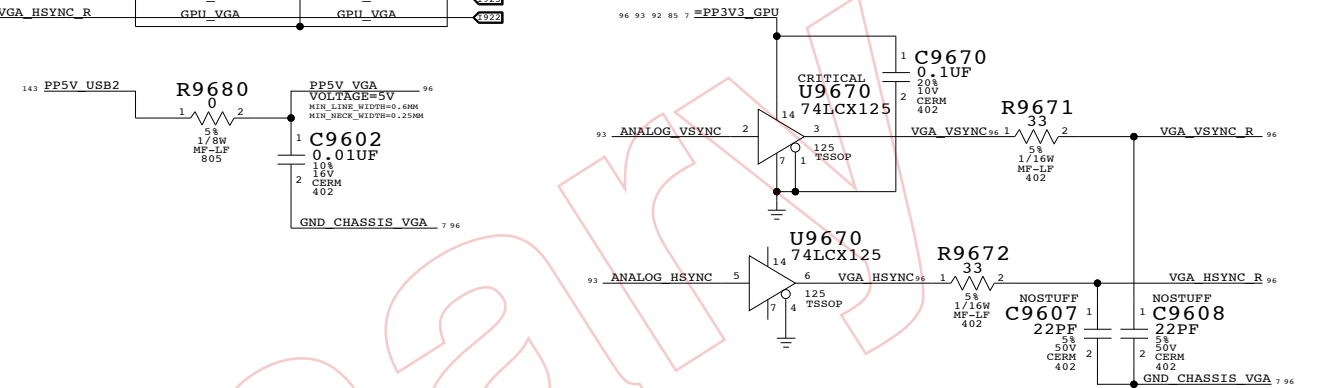 VGA_HSYNC_R
GPU_VGA
GPU_VGA
I922
143 PP5V_USB2
R9680
0
1 2
5%
1/8W
MF-LF
805
PP5V_VGA 96
VOLTAGE=5V
MIN_LINE_WIDTH=0.6MM
MIN_NECK_WIDTH=0.25MM
1
C9602
0.01UF
10%
16V
2 CERM
402
GND_CHASSIS_VGA 7 96
96 93 92 85 7 =PP3V3_GPU
1 C9670
0.1UF
20%
10V
2 CERM
402
CRITICAL
U9670
74LCX125
14
93 ANALOG_VSYNC 2
3
7 1
125
TSSOP
VGA_VSYNC 96
R9671
33
1 2
5%
1/16W
MF-LF
402
VGA_VSYNC_R 96
U9670
74LCX125
14
93 ANALOG_HSYNC 5
6
7 4
125
TSSOP
VGA_HSYNC 96
R9672
33
1 2
5%
1/16W
MF-LF
402
VGA_HSYNC_R 96
NOSTUFF
C9607 1
22PF
5%
50V
CERM 2
402
NOSTUFF
1 C9608
22PF
5%
50V
2 CERM
402
GND_CHASSIS_VGA 7 96
ary